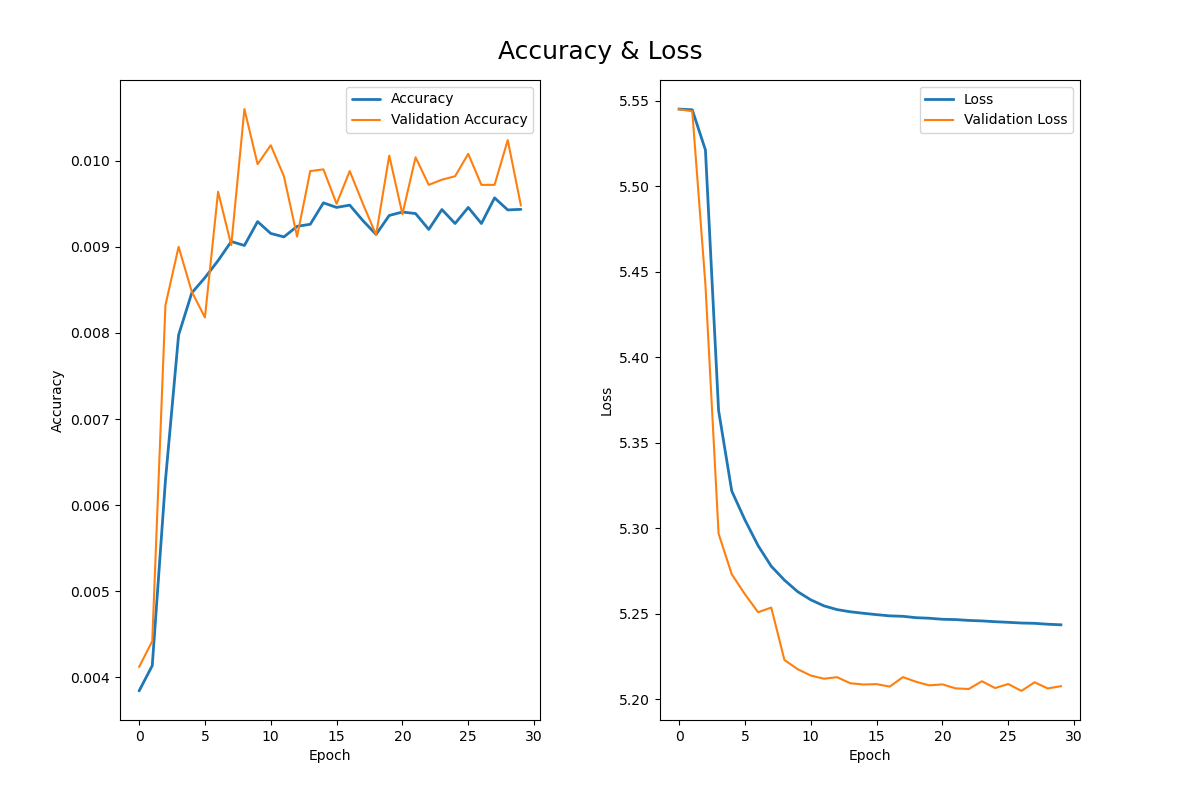 Accuracy & Loss
Accuracy
Validation Accuracy
0.010
0.009
0.008
0.007
0.006
0.005
0.004
Accuracy
0 5 10 15 20 25 30
Epoch
Loss
Validation Loss
5.55
5.50
5.45
5.40
5.35
5.30
5.25
5.20
Loss
0 5 10 15 20 25 30
Epoch